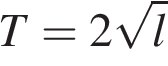 T = 2√l